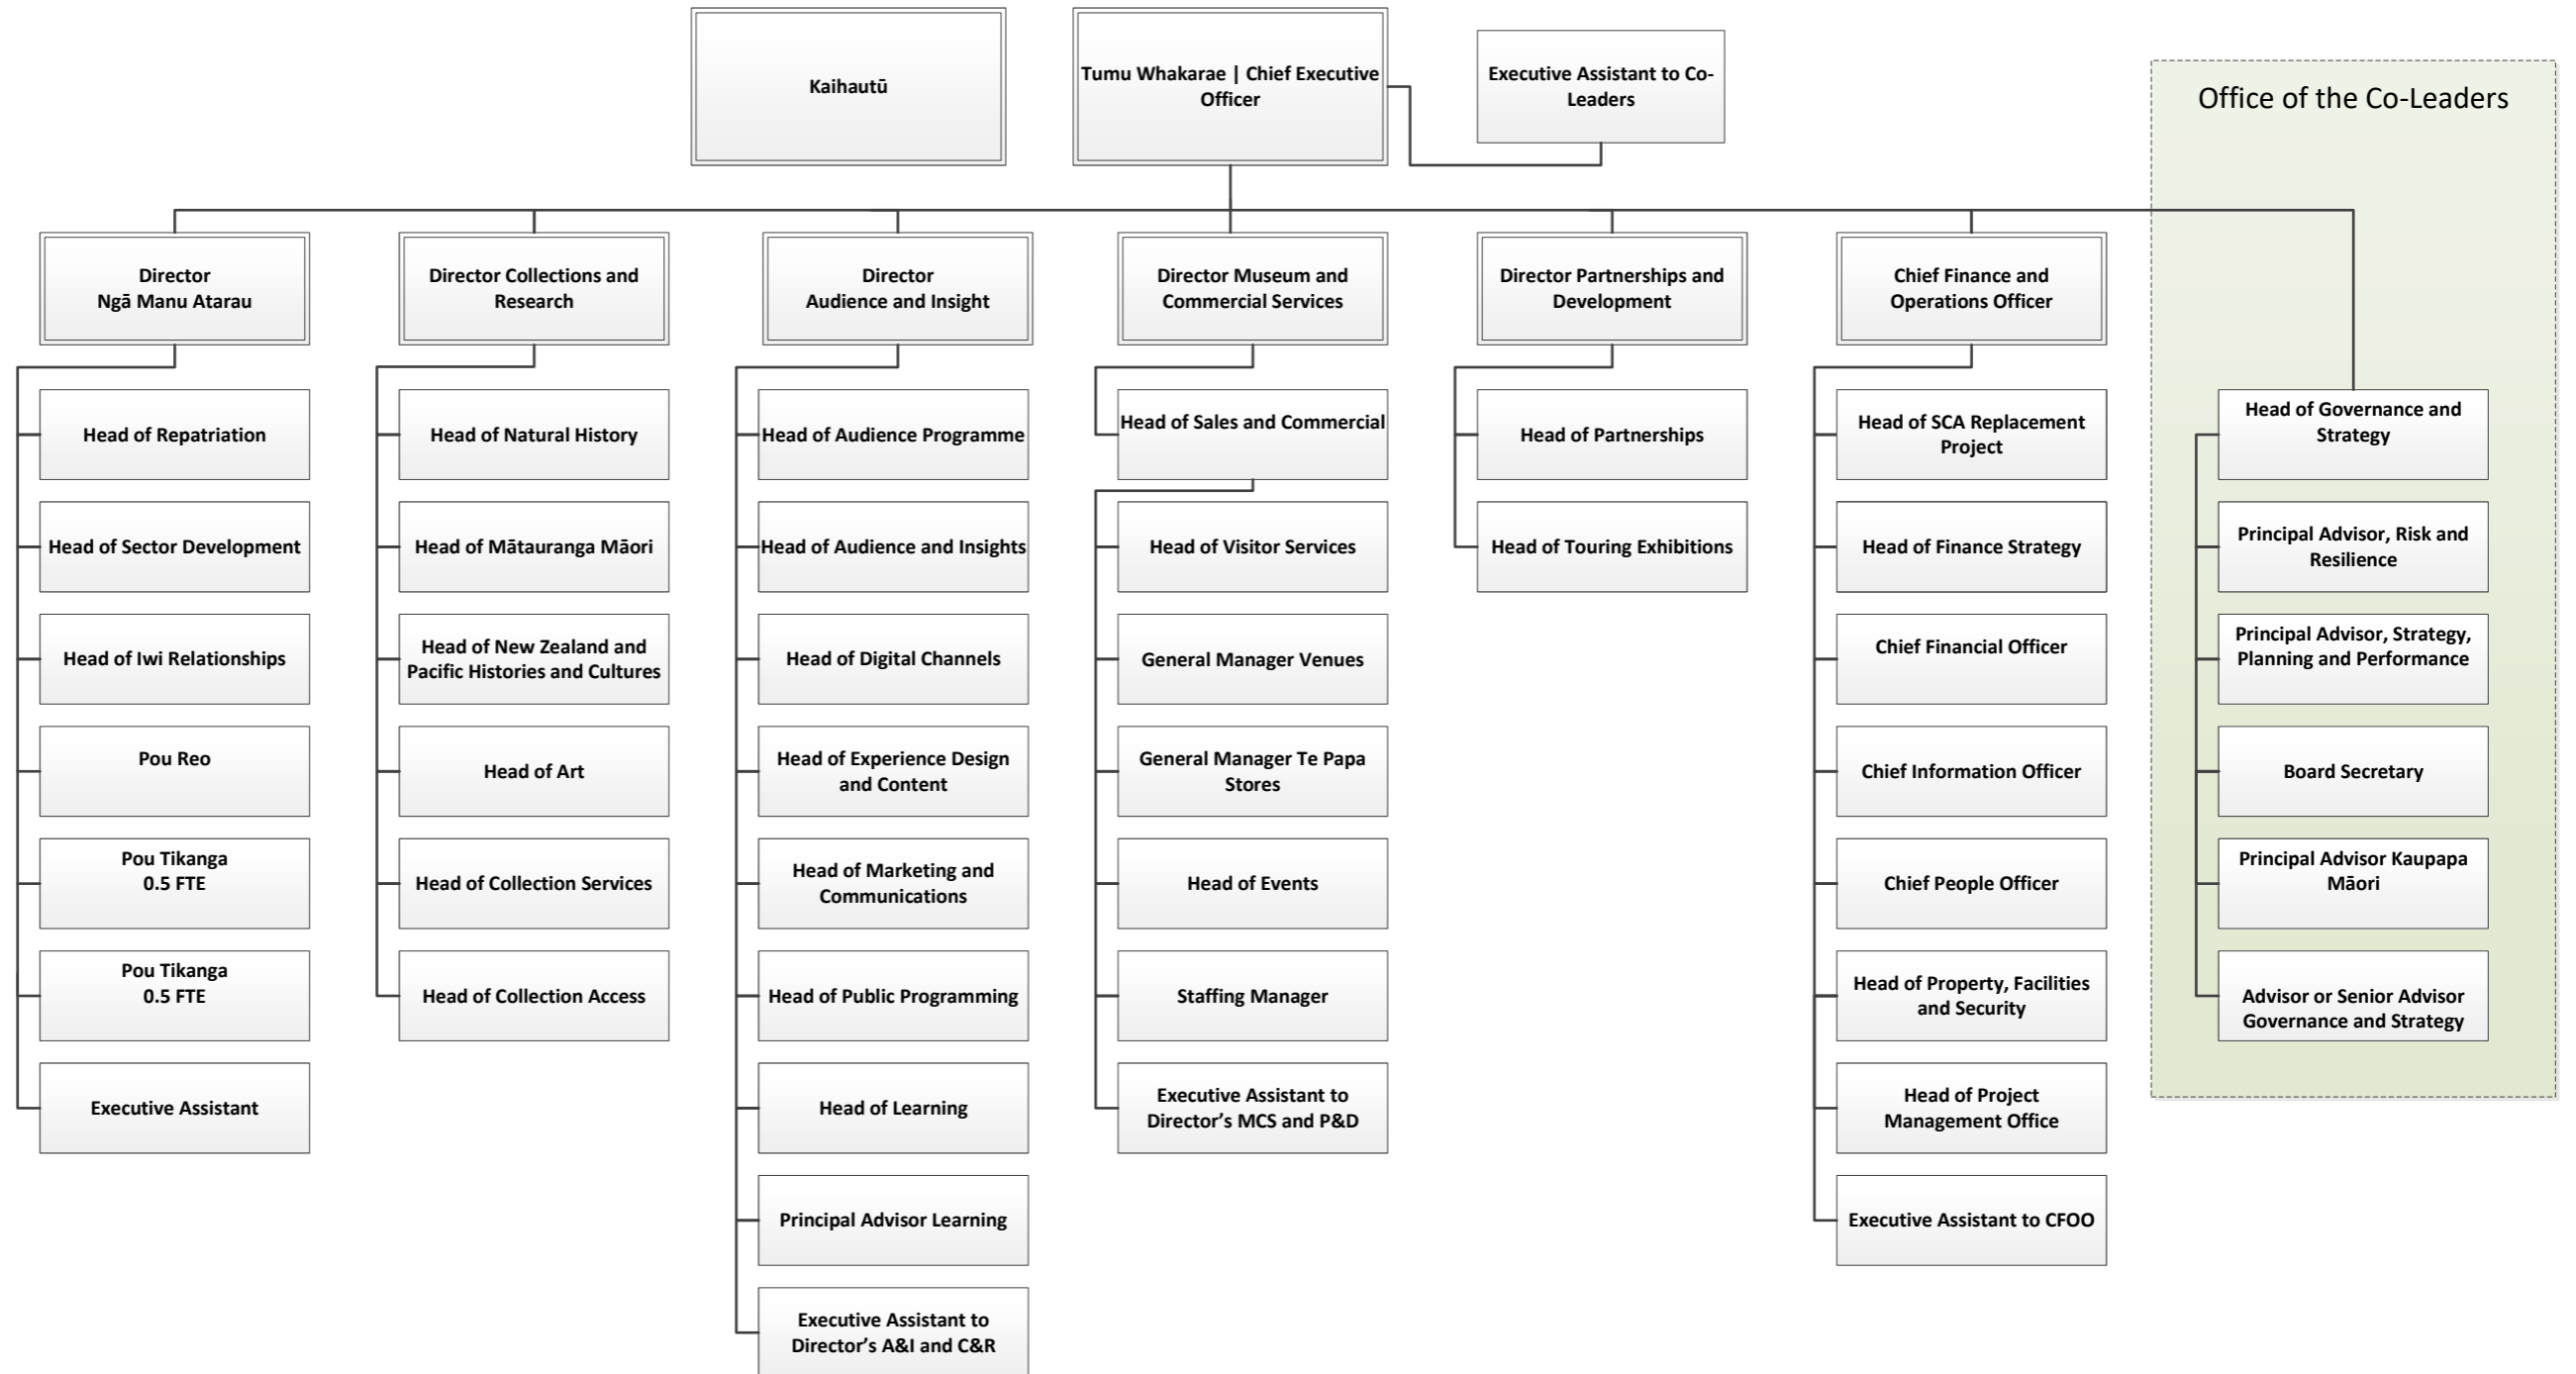 Kaihautū
Tumu Whakarae | Chief Executive
Officer
Executive Assistant to Co-
Leaders
Office of the Co-Leaders
Director
Ngā Manu Atarau
Head of Repatriation
Head of Sector Development
Head of Iwi Relationships
Pou Reo
Pou Tikanga
0.5 FTE
Pou Tikanga
0.5 FTE
Executive Assistant
Director Collections and
Research
Head of Natural History
Head of Mātauranga Māori
Head of New Zealand and
Pacific Histories and Cultures
Head of Art
Head of Collection Services
Head of Collection Access
Director
Audience and Insight
Head of Audience Programme
Head of Audience and Insights
Head of Digital Channels
Head of Experience Design
and Content
Head of Marketing and
Communications
Head of Public Programming
Head of Learning
Principal Advisor Learning
Executive Assistant to
Director’s A&I and C&R
Director Museum and
Commercial Services
Head of Sales and Commercial
Head of Visitor Services
General Manager Venues
General Manager Te Papa
Stores
Head of Events
Staffing Manager
Executive Assistant to
Director’s MCS and P&D
Director Partnerships and
Development
Head of Partnerships
Head of Touring Exhibitions
Chief Finance and
Operations Officer
Head of SCA Replacement
Project
Head of Finance Strategy
Chief Financial Officer
Chief Information Officer
Chief People Officer
Head of Property, Facilities
and Security
Head of Project
Management Office
Executive Assistant to CFOO
Head of Governance and
Strategy
Principal Advisor, Risk and
Resilience
Principal Advisor, Strategy,
Planning and Performance
Board Secretary
Principal Advisor Kaupapa
Māori
Advisor or Senior Advisor
Governance and Strategy